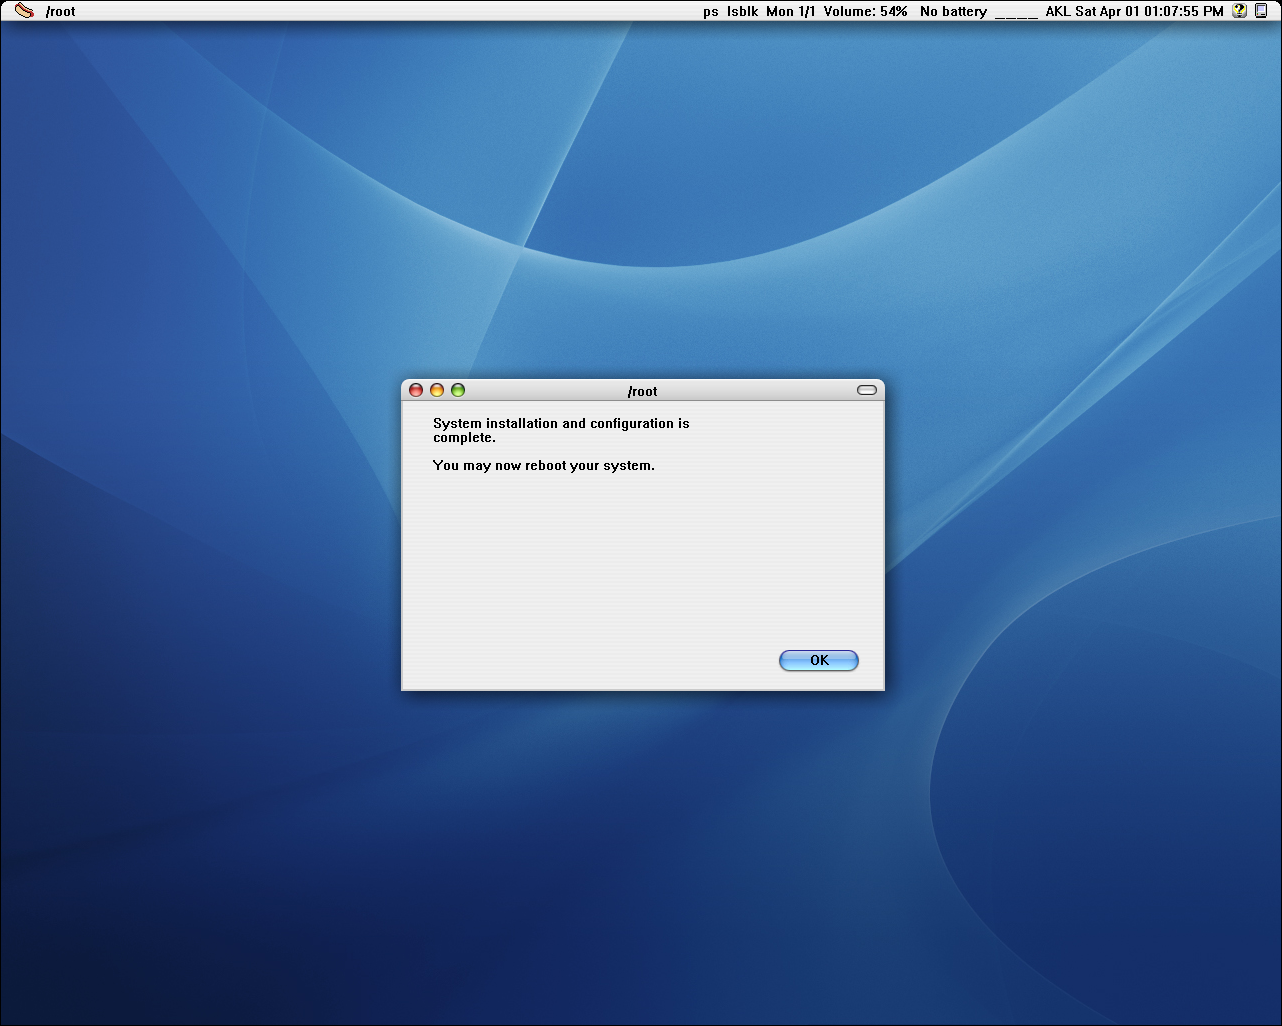 /root ps lsblk Mon 1/1 Volume: 54% No battery ____ AKL Sat Apr 01 01:07:55 PM ?
/root
System installation and configuration is
complete.
You may now reboot your system.
OK